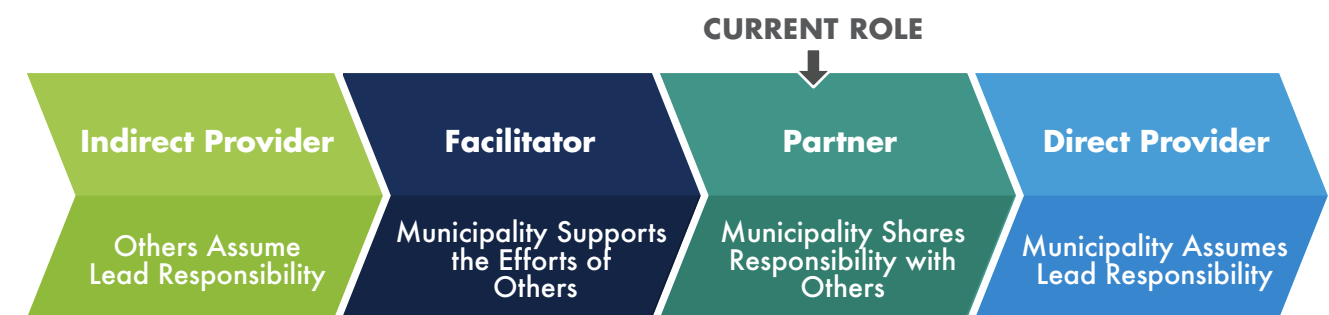 CURRENT ROLE
Indirect Provider
Others Assume
Lead Responsibility
Facilitator
Municipality Supports
the Efforts of
Others
Partner
Municipality Shares
Responsibility with
Others
Direct Provider
Municipality Assumes
Lead Responsibility